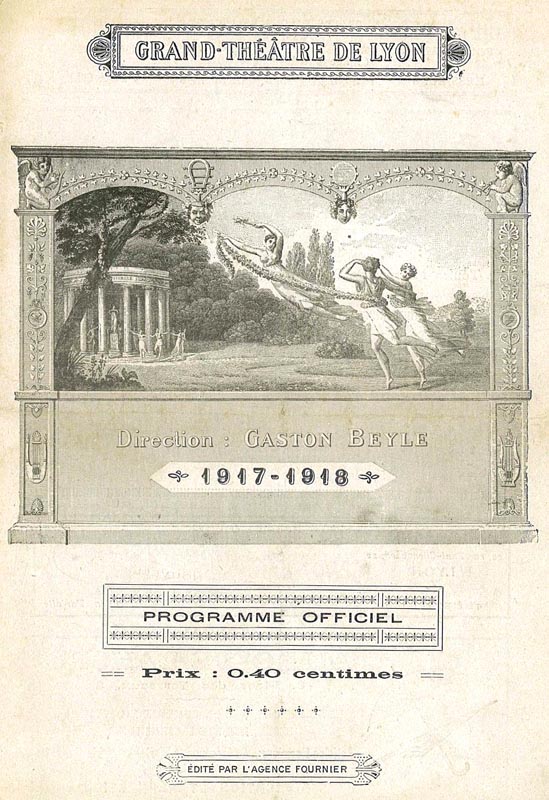 GRAND-THÉÂTRE DE LYON
Direction : GASTON BEYLE
1917-1918
PROGRAMME OFFICIEL
Prix : 0.40 centimes
ÉDITÉ PAR L'AGENCE FOURNIER